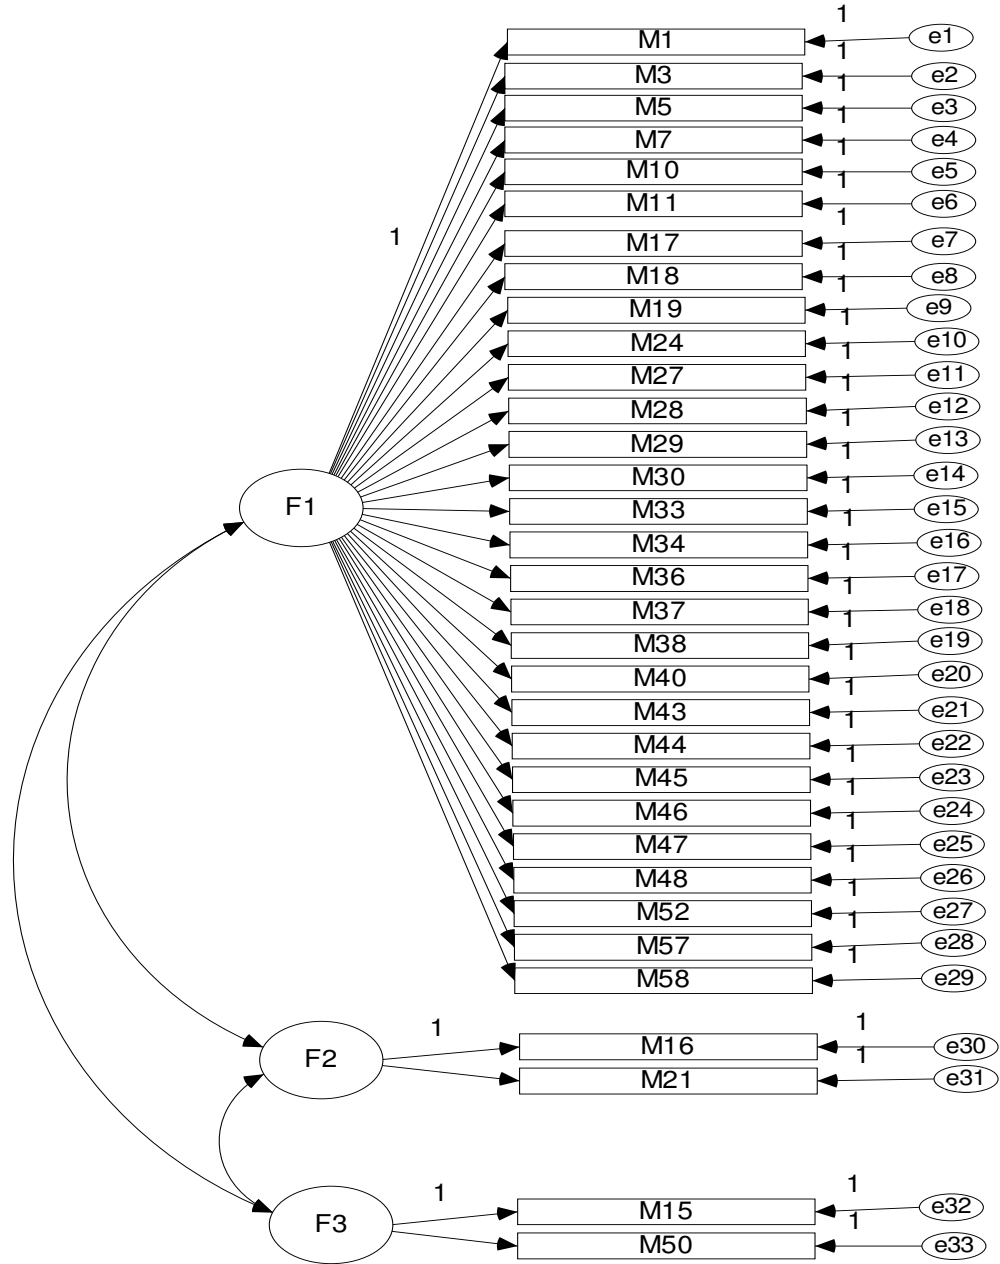 1
M1 e1
1
M3 e2
1
M5 e3
1
M7 e4
1
M10 e5
1
M11 e6
1
1
M17 e7
1
M18 e8
1
M19 e9
1
M24 e10
1
M27 e11
1
M28 e12
1
M29 e13
1
M30 e14
1
F1
M33 e15
1
M34 e16
1
M36 e17
1
M37 e18
1
M38 e19
1
M40 e20
1
M43 e21
1
M44 e22
1
M45 e23
1
M46 e24
1
M47 e25
1
M48 e26
1
M52 e27
1
M57 e28
1
M58 e29
1 1
M16 e30
F2
1
M21 e31
1 1
M15 e32
F3
1
M50 e33